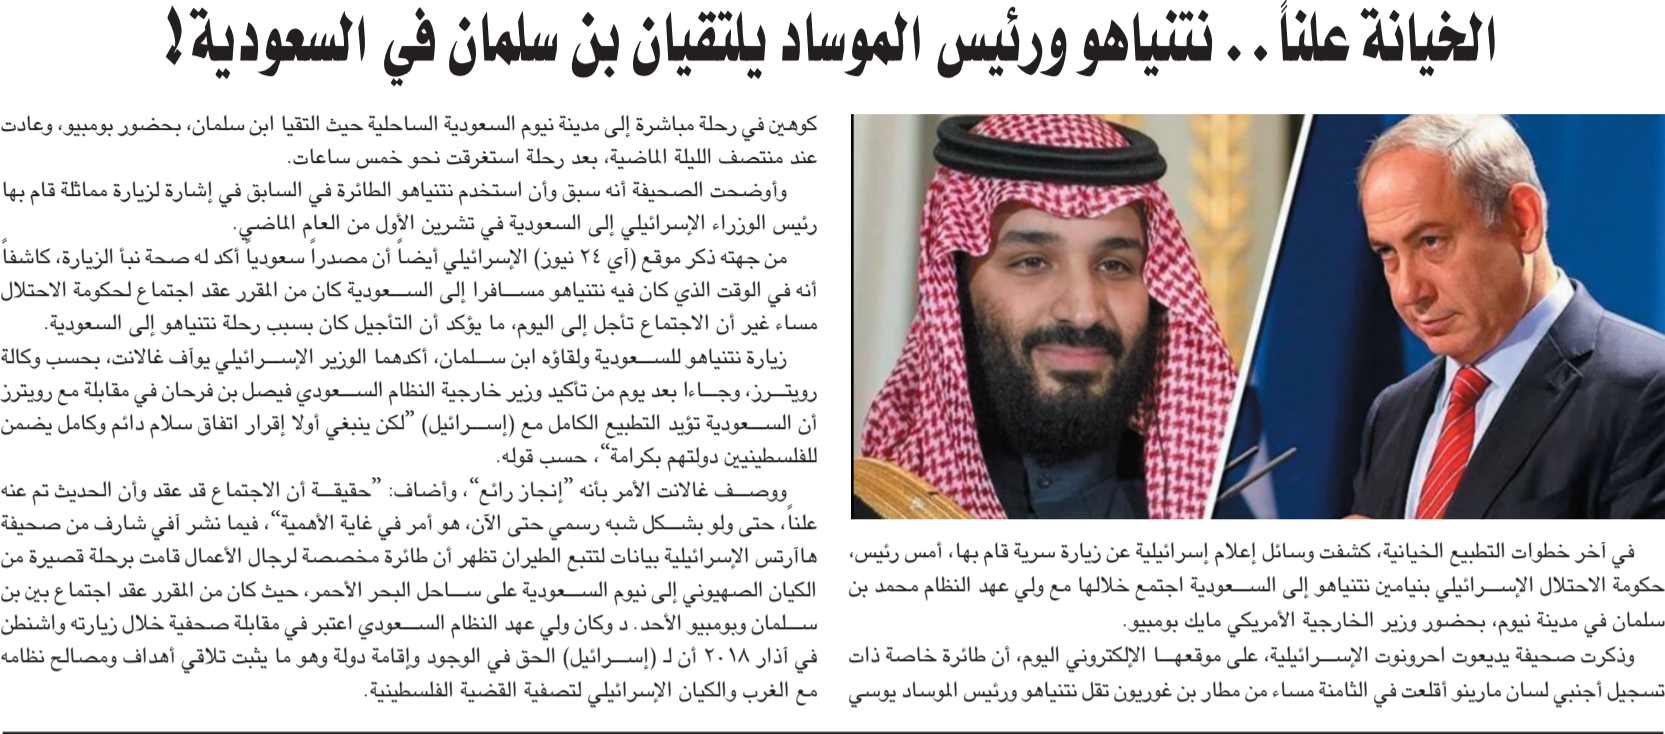 الخيانة علناً . . نتنياهو ورئيس الموساد يلتقيان بن سلمان في السعودية!
في آخر خطوات التطبيع الخيانية، كشفت وسائل إعلام إسرائيلية عن زيارة سرية قام بها، أمس رئيس،
حكومة الاحتلال الإسرائيلي بنيامين نتنياهو إلى السعودية اجتمع خلالها مع ولي عهد النظام محمد بن
سلمان في مدينة نيوم، بحضور وزير الخارجية الأمريكي مايك بومبيو.
وذكرت صحيفة يديعوت احرونوت الإسرائيلية، على موقعها الإلكتروني اليوم، أن طائرة خاصة ذات
تسجيل أجنبي لسان مارينو أقلعت في الثامنة مساء من مطار بن غوريون تقل نتنياهو ورئيس الموساد يوسي
كوهين في رحلة مباشرة إلى مدينة نيوم السعودية الساحلية حيث التقيا ابن سلمان، بحضور بومبيو، وعادت
عند منتصف الليلة الماضية، بعد رحلة استغرقت نحو خمس ساعات.
وأوضحت الصحيفة أنه سبق وأن استخدم نتنياهو الطائرة في السابق في إشارة لزيارة مماثلة قام بها
رئيس الوزراء الإسرائيلي إلى السعودية في تشرين الأول من العام الماضي.
من جهته ذكر موقع (آي ٢٤ نيوز) الإسرائيلي أيضاً أن مصدراً سعودياً أكد له صحة نبأ الزيارة، كاشفاً
أنه في الوقت الذي كان فيه نتنياهو مسافرا إلى السعودية كان من المقرر عقد اجتماع لحكومة الاحتلال
مساء غير أن الاجتماع تأجل إلى اليوم، ما يؤكد أن التأجيل كان بسبب رحلة نتنياهو إلى السعودية.
زيارة نتنياهو للسعودية ولقاؤه ابن سلمان، أكدهما الوزير الإسرائيلي يوآف غالانت، بحسب وكالة
رويترز، وجاءا بعد يوم من تأكيد وزير خارجية النظام السعودي فيصل بن فرحان في مقابلة مع رويترز
أن السعودية تؤيد التطبيع الكامل مع (إسرائيل) ”لكن ينبغي أولا إقرار اتفاق سلام دائم وكامل يضمن
للفلسطينيين دولتهم بكرامة“، حسب قوله.
ووصف غالانت الأمر بأنه ”إنجاز رائع“، وأضاف: ”حقيقة أن الاجتماع قد عقد وأن الحديث تم عنه
علناً، حتى ولو بشكل شبه رسمي حتى الآن، هو أمر في غاية الأهمية“، فيما نشر آفي شارف من صحيفة
هاآرتس الإسرائيلية بيانات لتتبع الطيران تظهر أن طائرة مخصصة لرجال الأعمال قامت برحلة قصيرة من
الكيان الصهيوني إلى نيوم السعودية على ساحل البحر الأحمر، حيث كان من المقرر عقد اجتماع بين بن
سلمان وبومبيو الأحد. د وكان ولي عهد النظام السعودي اعتبر في مقابلة صحفية خلال زيارته واشنطن
في آذار ٢٠١٨ أن لـ (إسرائيل) الحق في الوجود وإقامة دولة وهو ما يثبت تلاقي أهداف ومصالح نظامه
مع الغرب والكيان الإسرائيلي لتصفية القضية الفلسطينية.